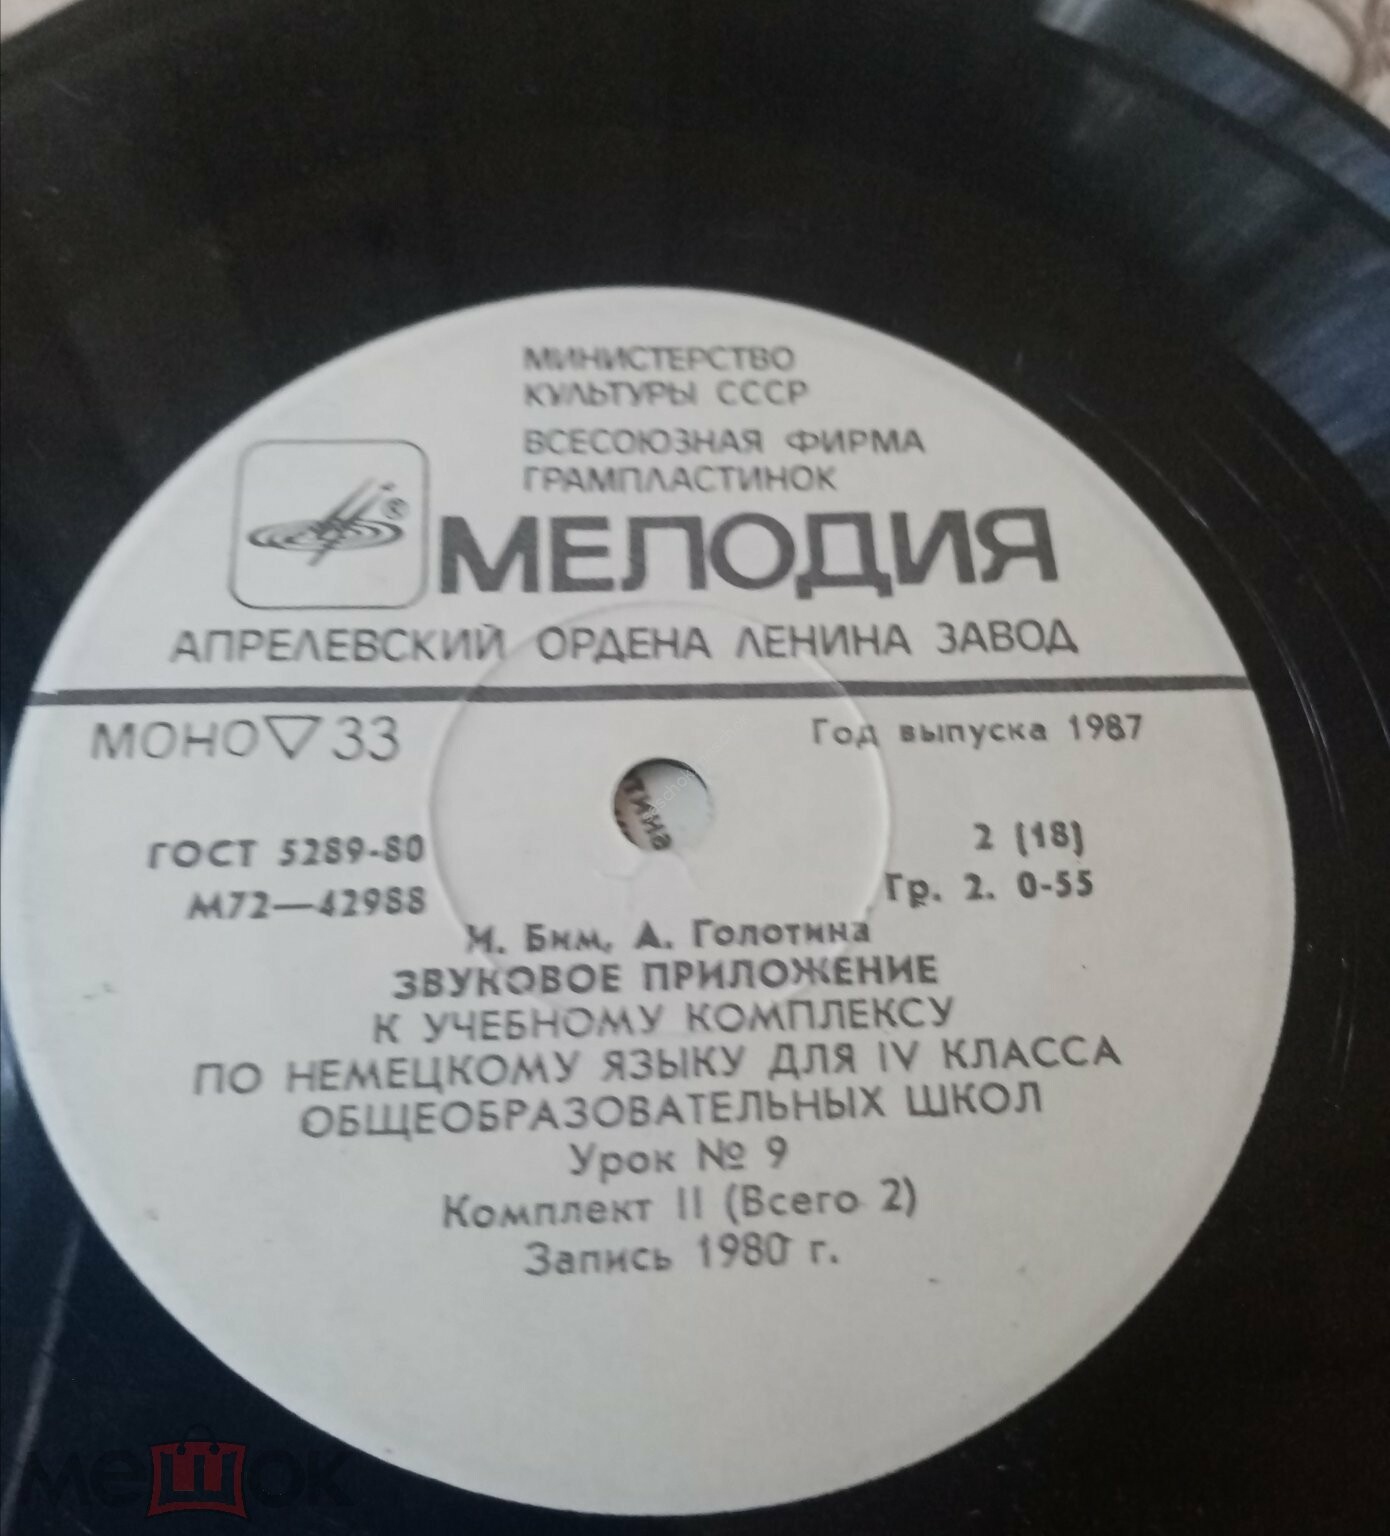 МИНИСТЕРСТВО
КУЛЬТУРЫ СССР
ВСЕСОЮЗНАЯ ФИРМА
ГРАМПЛАСТИНОК
МЕЛОДИЯ
АПРЕЛЕВСКИЙ ОРДЕНА ЛЕНИНА ЗАВОД
МОНО ▽ 33
Год выпуска 1987
ГОСТ 5289-80
2 (18)
М72—42988
Гр. 2. 0-55
И. Бим, А. Голотина
ЗВУКОВОЕ ПРИЛОЖЕНИЕ
К УЧЕБНОМУ КОМПЛЕКСУ
ПО НЕМЕЦКОМУ ЯЗЫКУ ДЛЯ IV КЛАССА
ОБЩЕОБРАЗОВАТЕЛЬНЫХ ШКОЛ
Урок № 9
Комплект II (Всего 2)
Запись 1980 г.
мешок